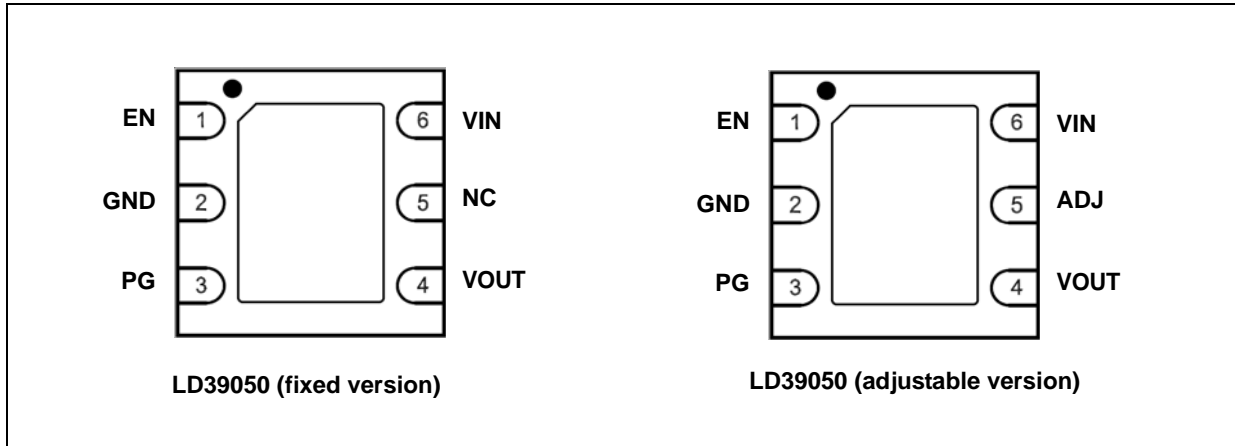 EN 1 6 VIN
GND 2 5 NC
PG 3 4 VOUT
LD39050 (fixed version)
EN 1 6 VIN
GND 2 5 ADJ
PG 3 4 VOUT
LD39050 (adjustable version)